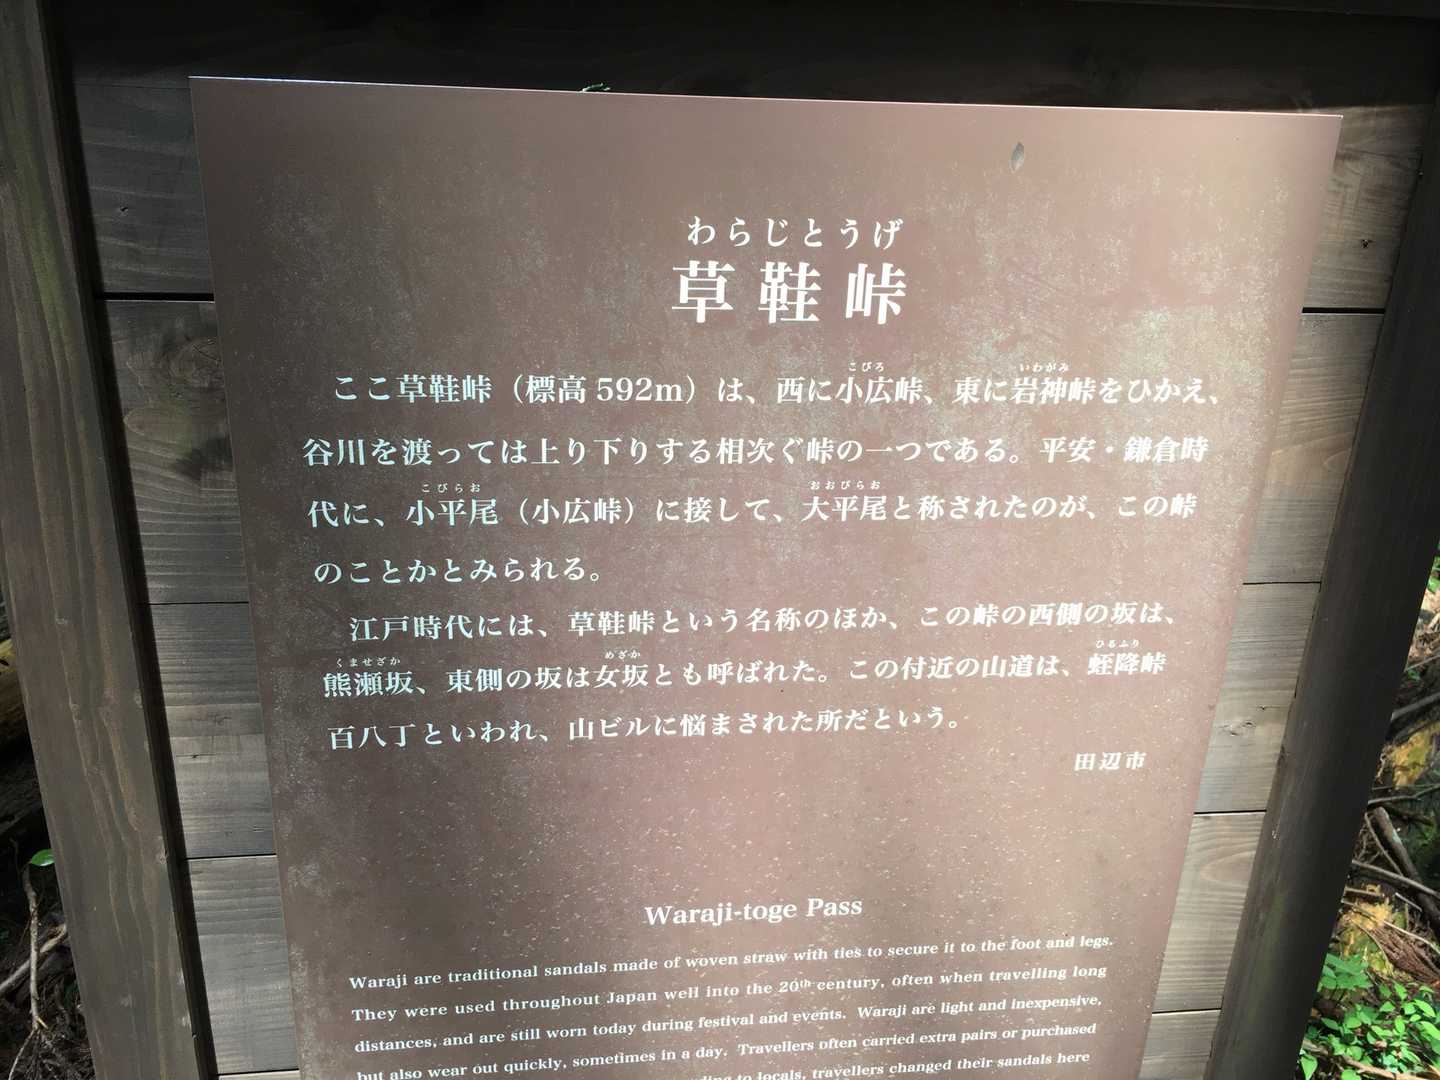 わらじとうげ
草鞋峠
こびろ いわがみ
ここ草鞋峠（標高 592m）は、西に小広峠、東に岩神峠をひかえ、
谷川を渡っては上り下りする相次ぐ峠の一つである。平安・鎌倉時
こびらお おおびらお
代に、小平尾（小広峠）に接して、大平尾と称されたのが、この峠
のことかとみられる。
江戸時代には、草鞋峠という名称のほか、この峠の西側の坂は、
くませざか めざか ひるふり
熊瀬坂、東側の坂は女坂とも呼ばれた。この付近の山道は、蛭降峠
百八丁といわれ、山ビルに悩まされた所だという。
田辺市
Waraji-toge Pass
Waraji are traditional sandals made of woven straw with ties to secure it to the foot and legs.
They were used throughout Japan well into the 20th century, often when travelling long
distances, and are still worn today during festival and events. Waraji are light and inexpensive,
but also wear out quickly, sometimes in a day. Travellers often carried extra pairs or purchased
to locals, travellers changed their sandals here